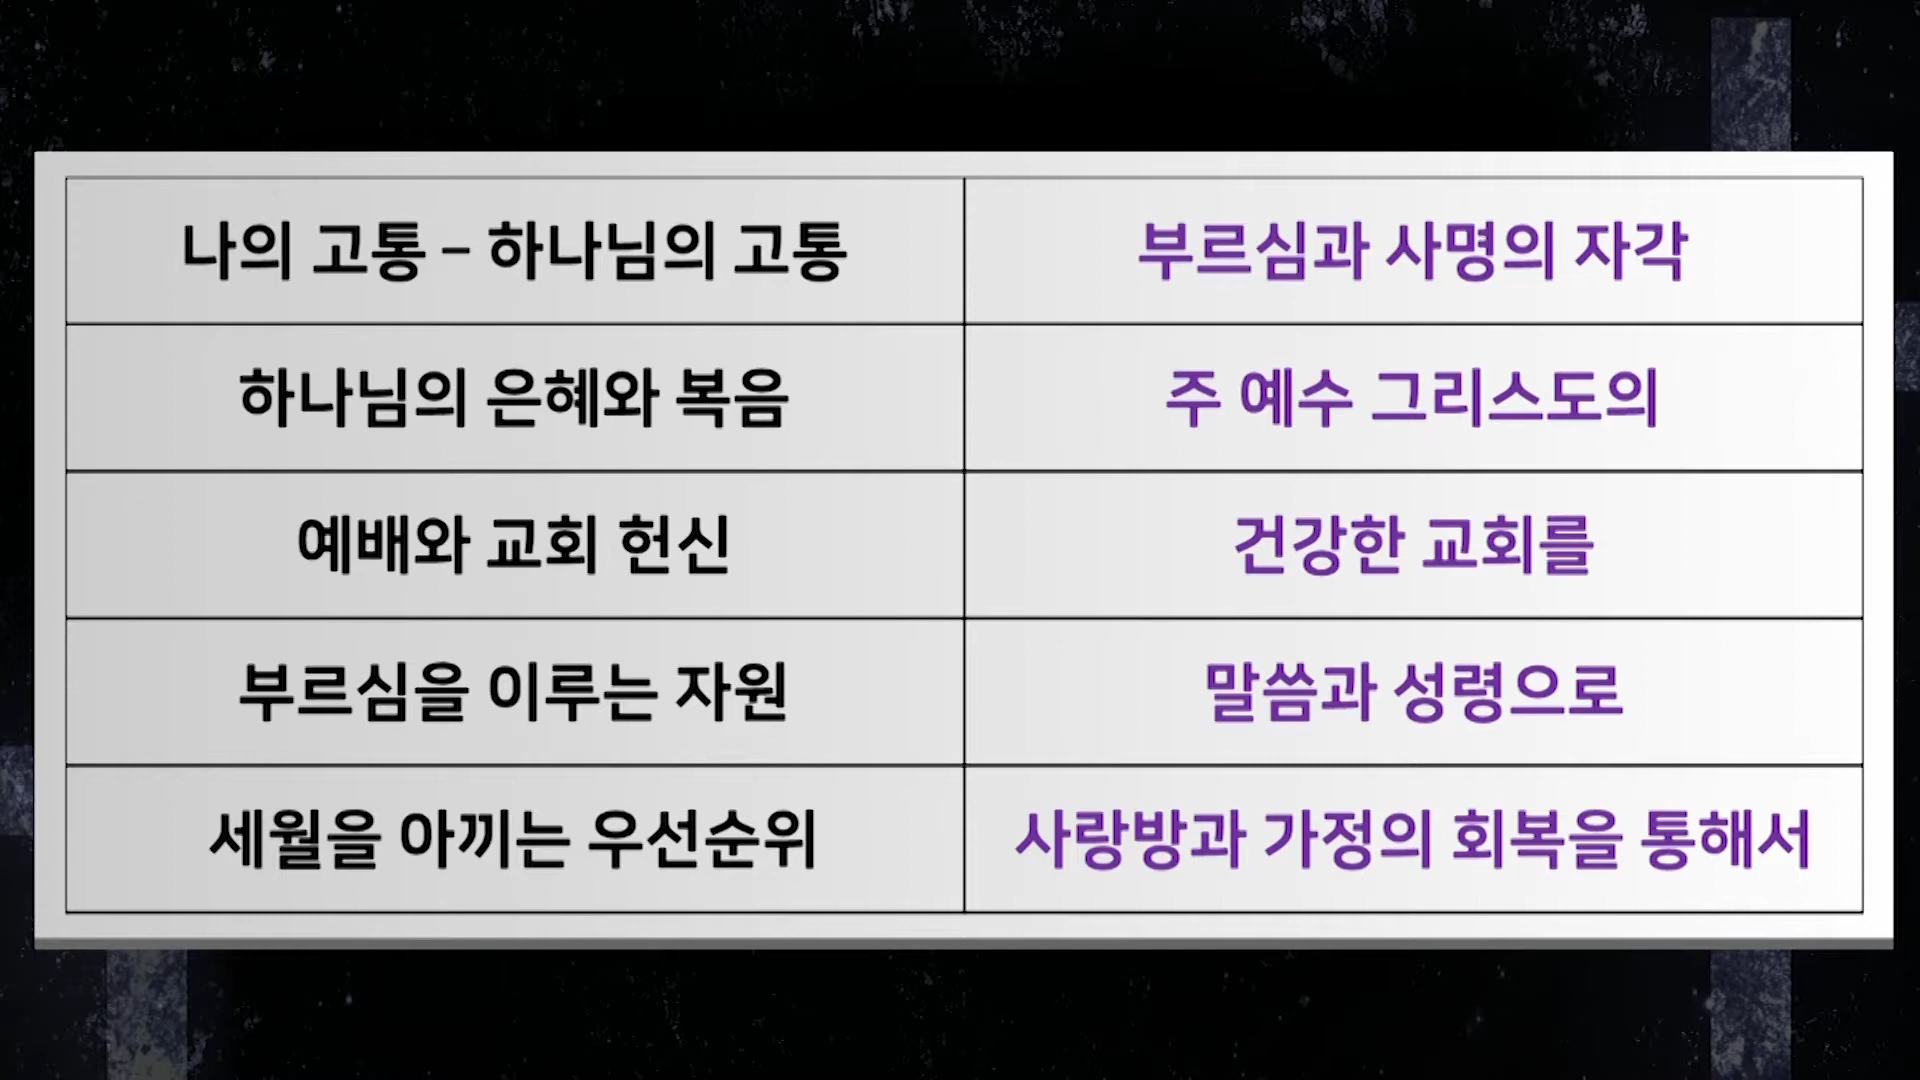 나의 고통 – 하나님의 고통
부르심과 사명의 자각
하나님의 은혜와 복음
주 예수 그리스도의
예배와 교회 헌신
건강한 교회를
부르심을 이루는 자원
말씀과 성령으로
세월을 아끼는 우선순위
사랑방과 가정의 회복을 통해서